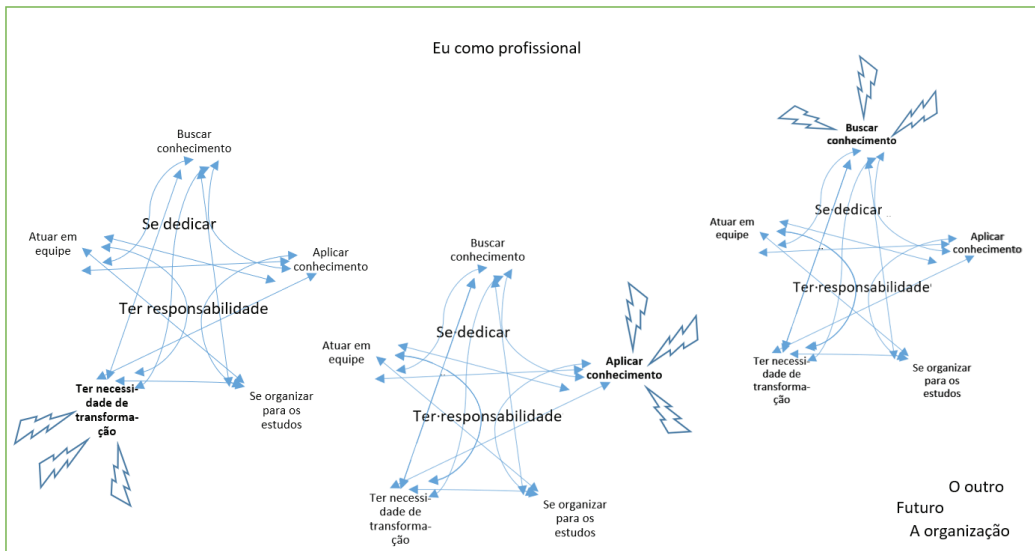 Eu como profissional
Buscar
conhecimento
Se dedicar
Atuar em
equipe
Aplicar
conhecimento
Ter responsabilidade
Ter necessi-
dade de
transforma-
ção
Se organizar
para os
estudos
Buscar
conhecimento
Se dedicar
Atuar em
equipe
Aplicar
conhecimento
Ter·responsabilidade
Ter necessi-
dade de
transforma-
ção
Se organizar
para os
estudos
Buscar
conhecimento
Se·dedicar
Atuar em
equipe
Aplicar
conhecimento
Ter·responsabilidade
Ter necessi-
dade de
transforma-
ção
Se organizar
para os
estudos
O outro
Futuro
A organização